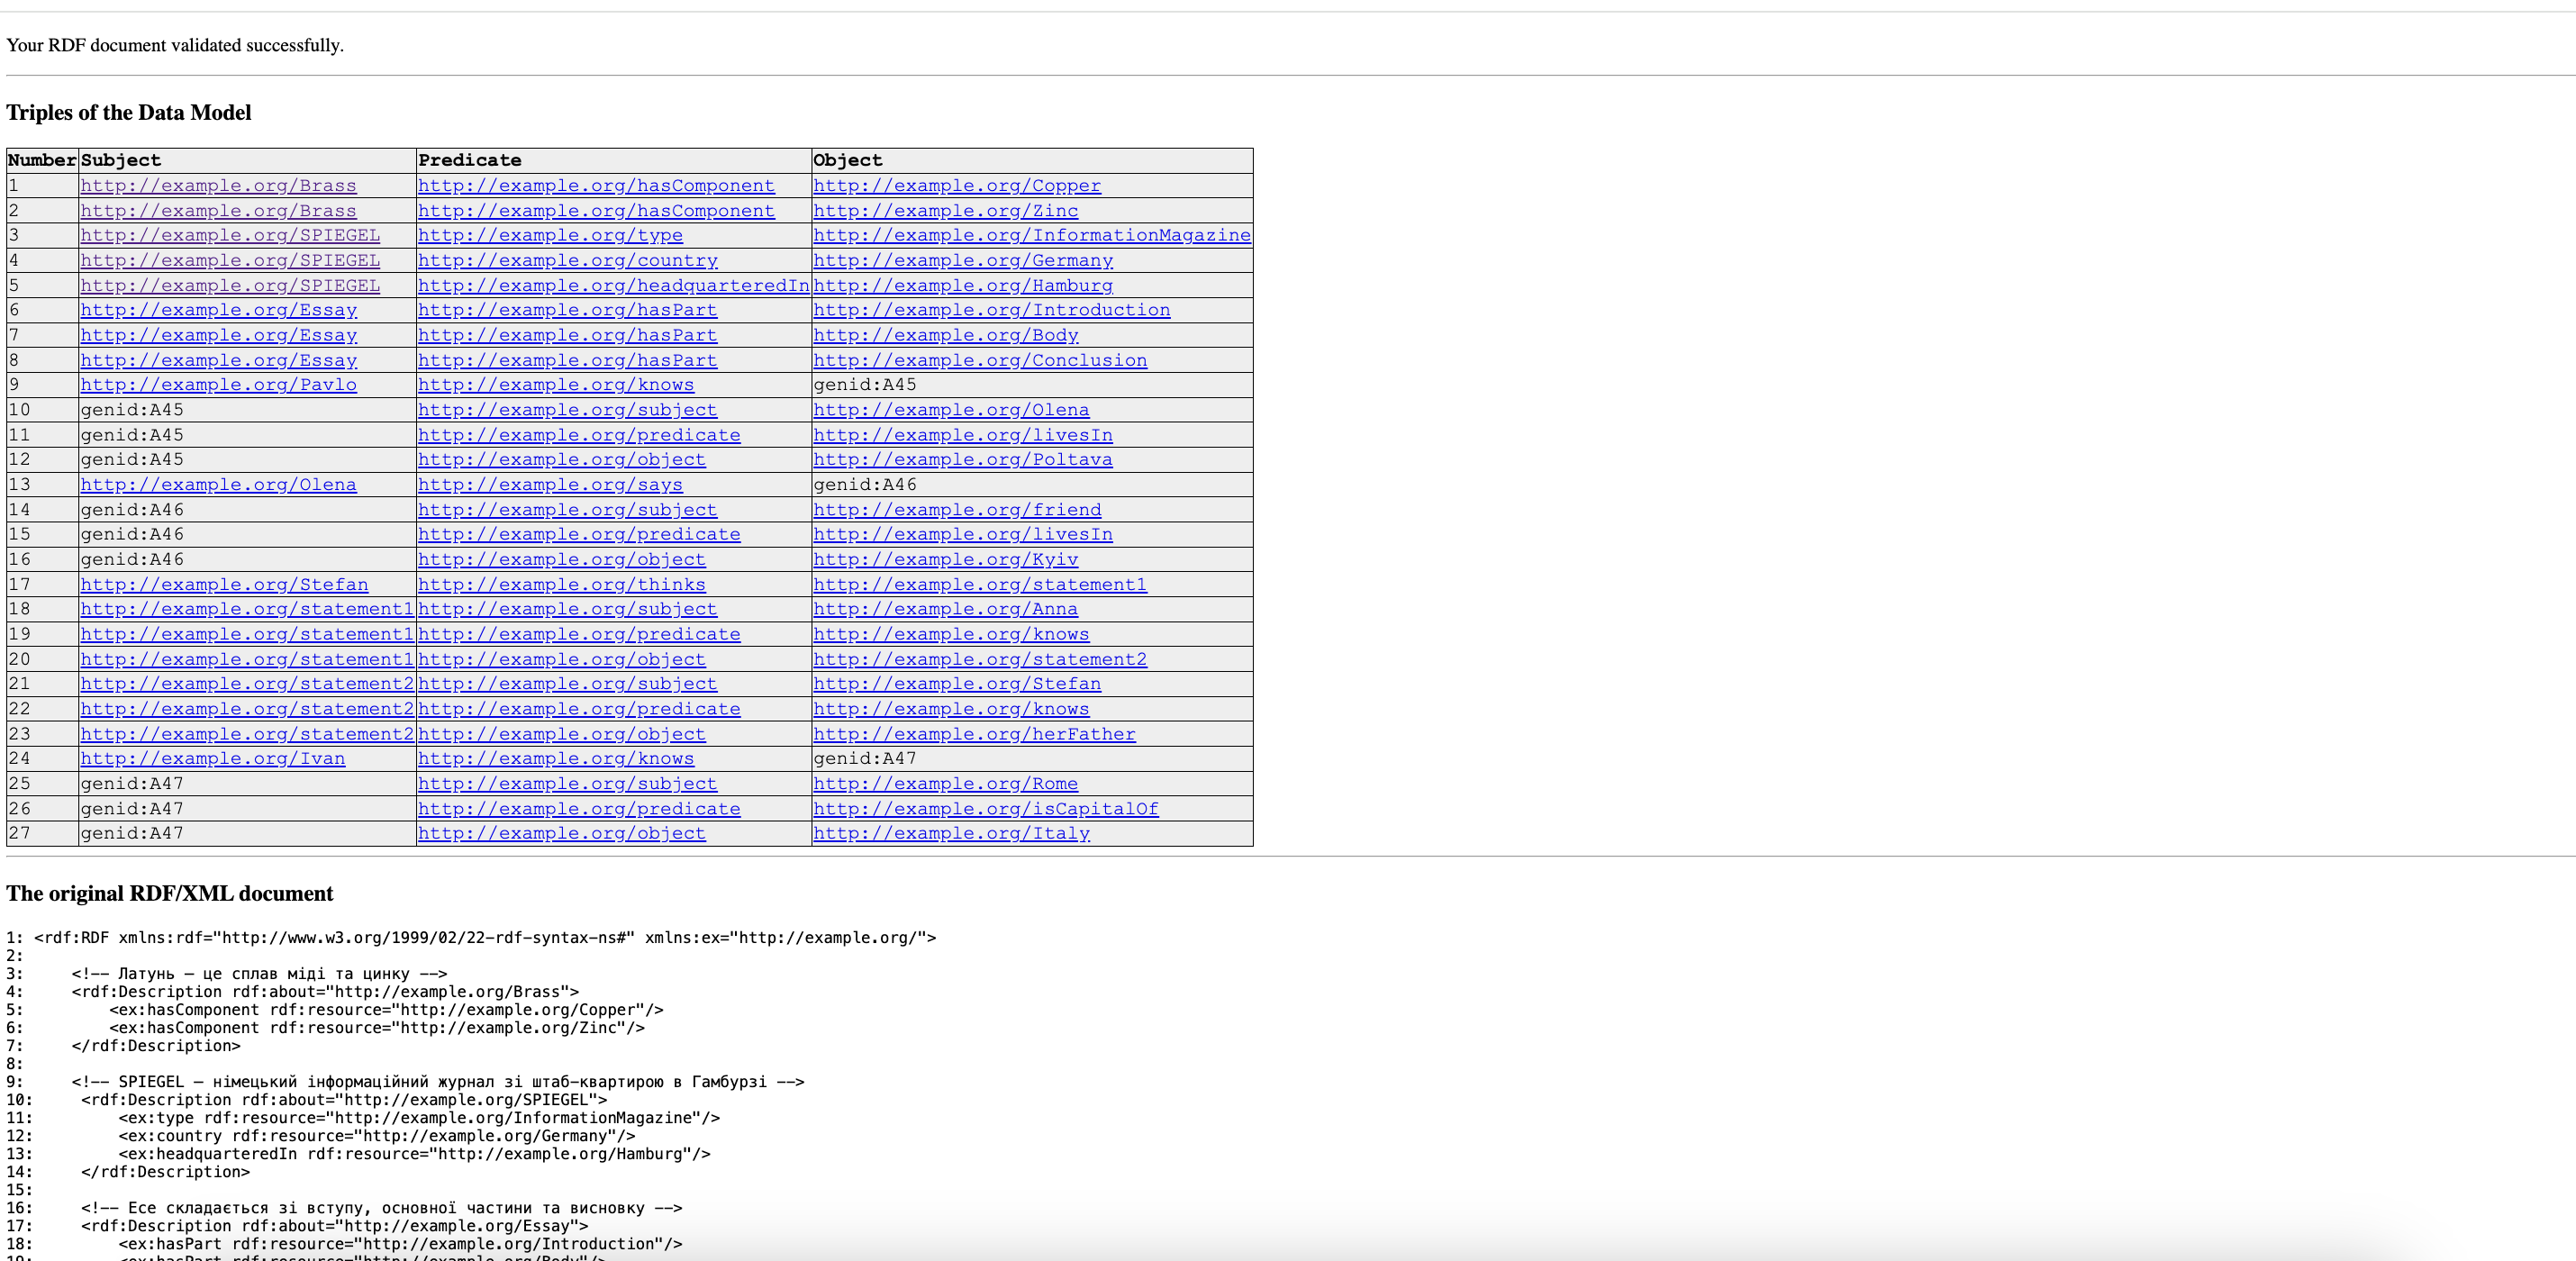 Your RDF document validated successfully.
Triples of the Data Model
Number Subject Predicate Object
1 http://example.org/Brass http://example.org/hasComponent http://example.org/Copper
2 http://example.org/Brass http://example.org/hasComponent http://example.org/Zinc
3 http://example.org/SPIEGEL http://example.org/type http://example.org/InformationMagazine
4 http://example.org/SPIEGEL http://example.org/country http://example.org/Germany
5 http://example.org/SPIEGEL http://example.org/headquarteredIn http://example.org/Hamburg
6 http://example.org/Essay http://example.org/hasPart http://example.org/Introduction
7 http://example.org/Essay http://example.org/hasPart http://example.org/Body
8 http://example.org/Essay http://example.org/hasPart http://example.org/Conclusion
9 http://example.org/Pavlo http://example.org/knows genid:A45
10 genid:A45 http://example.org/subject http://example.org/Olena
11 genid:A45 http://example.org/predicate http://example.org/livesIn
12 genid:A45 http://example.org/object http://example.org/Poltava
13 http://example.org/Olena http://example.org/says genid:A46
14 genid:A46 http://example.org/subject http://example.org/friend
15 genid:A46 http://example.org/predicate http://example.org/livesIn
16 genid:A46 http://example.org/object http://example.org/Kyiv
17 http://example.org/Stefan http://example.org/thinks http://example.org/statement1
18 http://example.org/statement1 http://example.org/subject http://example.org/Anna
19 http://example.org/statement1 http://example.org/predicate http://example.org/knows
20 http://example.org/statement1 http://example.org/object http://example.org/statement2
21 http://example.org/statement2 http://example.org/subject http://example.org/Stefan
22 http://example.org/statement2 http://example.org/predicate http://example.org/knows
23 http://example.org/statement2 http://example.org/object http://example.org/herFather
24 http://example.org/Ivan http://example.org/knows genid:A47
25 genid:A47 http://example.org/subject http://example.org/Rome
26 genid:A47 http://example.org/predicate http://example.org/isCapitalOf
27 genid:A47 http://example.org/object http://example.org/Italy
The original RDF/XML document
1: <rdf:RDF xmlns:rdf="http://www.w3.org/1999/02/22-rdf-syntax-ns#" xmlns:ex="http://example.org/">
2:
3: <!-- Латунь — це сплав міді та цинку -->
4: <rdf:Description rdf:about="http://example.org/Brass">
5: <ex:hasComponent rdf:resource="http://example.org/Copper"/>
6: <ex:hasComponent rdf:resource="http://example.org/Zinc"/>
7: </rdf:Description>
8:
9: <!-- SPIEGEL — німецький інформаційний журнал зі штаб-квартирою в Гамбурзі -->
10: <rdf:Description rdf:about="http://example.org/SPIEGEL">
11: <ex:type rdf:resource="http://example.org/InformationMagazine"/>
12: <ex:country rdf:resource="http://example.org/Germany"/>
13: <ex:headquarteredIn rdf:resource="http://example.org/Hamburg"/>
14: </rdf:Description>
15:
16: <!-- Есе складається зі вступу, основної частини та висновку -->
17: <rdf:Description rdf:about="http://example.org/Essay">
18: <ex:hasPart rdf:resource="http://example.org/Introduction"/>
19: <ex:hasPart rdf:resource="http://example.org/Body"/>